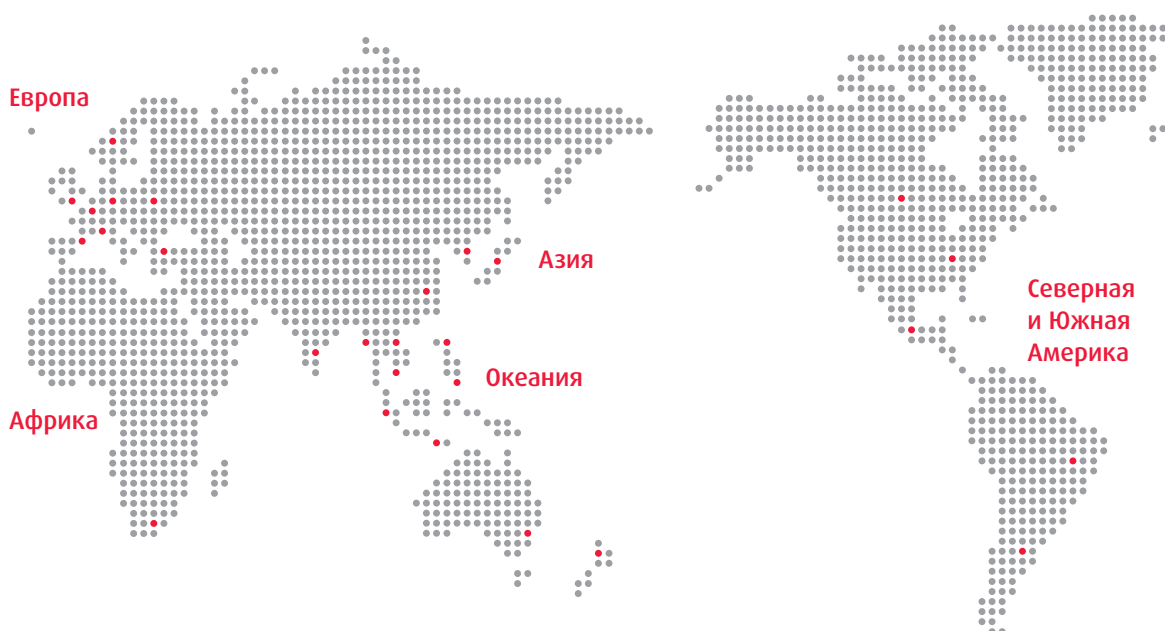 Европа
Азия
Северная
и Южная
Америка
Океания
Африка